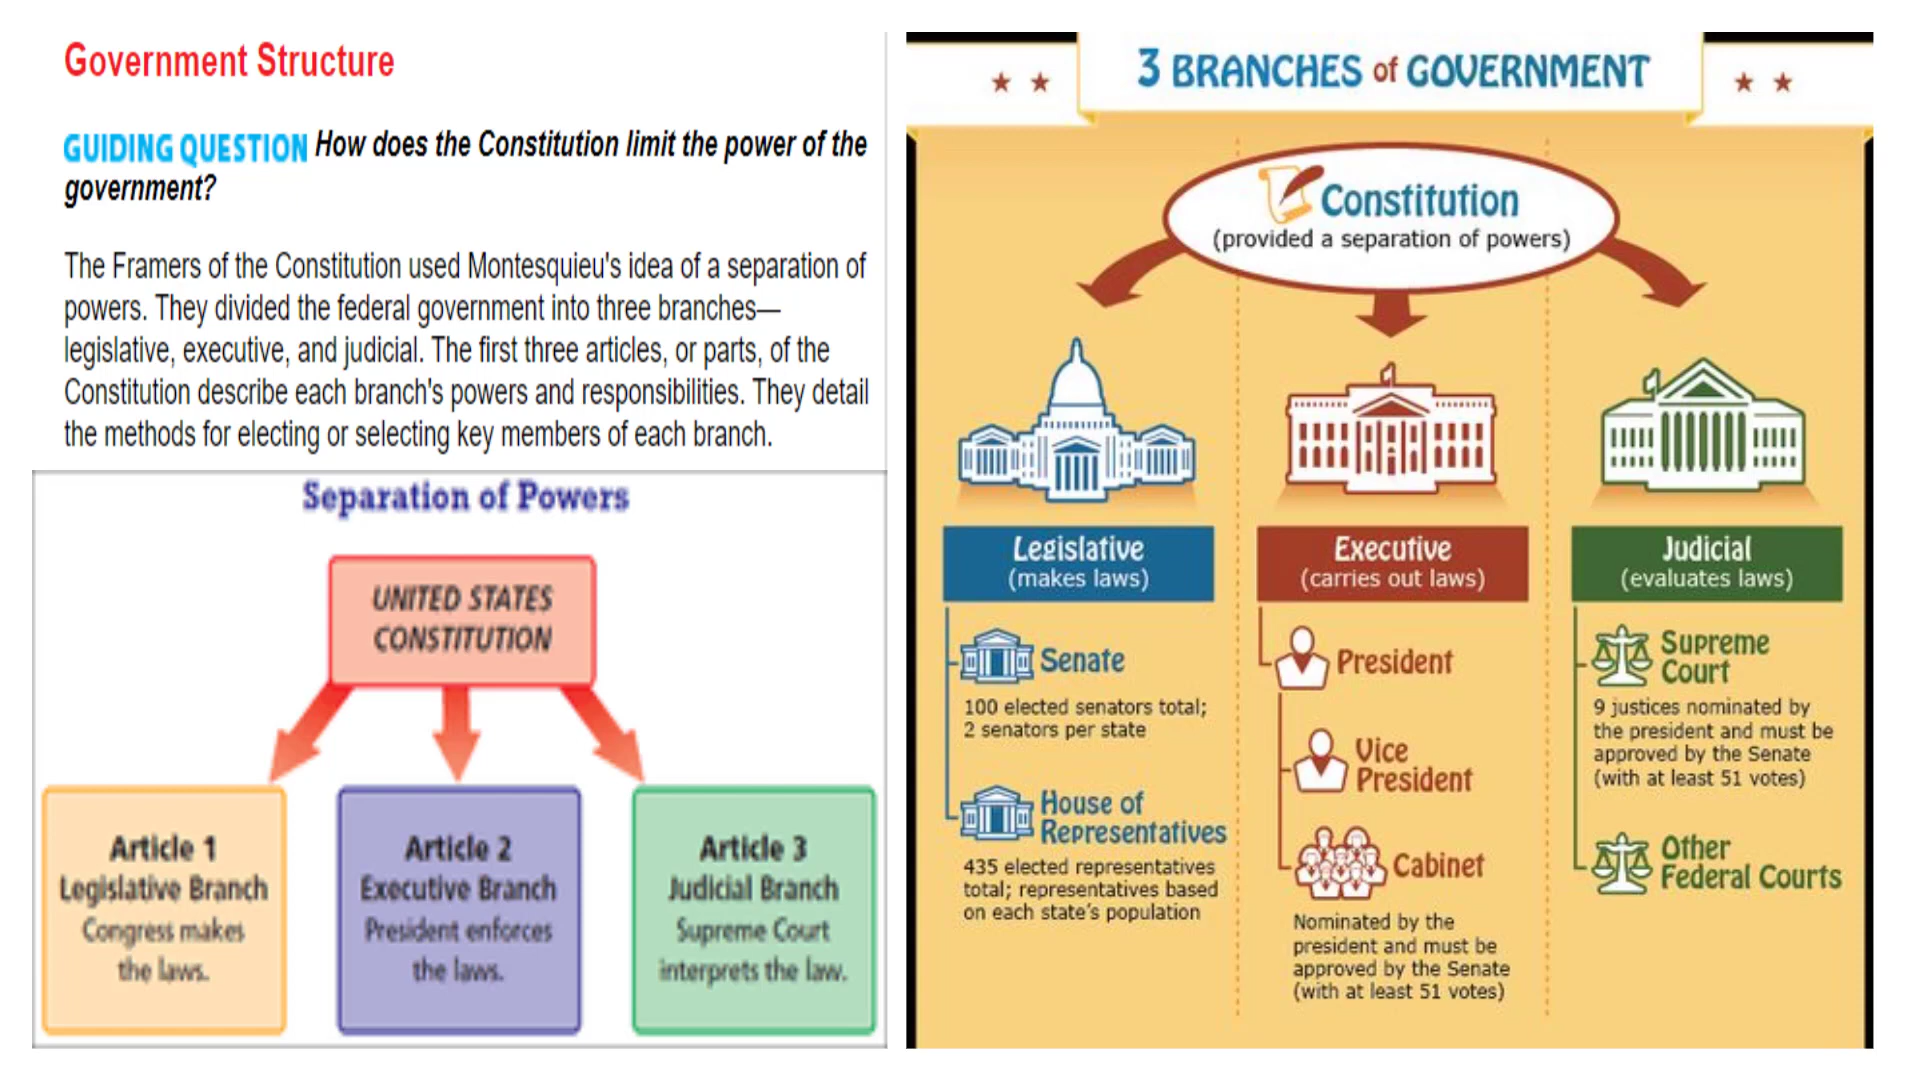 Government Structure
GUIDING QUESTION How does the Constitution limit the power of the
government?
The Framers of the Constitution used Montesquieu's idea of a separation of
powers. They divided the federal government into three branches—
legislative, executive, and judicial. The first three articles, or parts, of the
Constitution describe each branch's powers and responsibilities. They detail
the methods for electing or selecting key members of each branch.
Separation of Powers
UNITED STATES
CONSTITUTION
Article 1
Legislative Branch
Congress makes
the laws.
Article 2
Executive Branch
President enforces
the laws.
Article 3
Judicial Branch
Supreme Court
interprets the law.
3 BRANCHES of GOVERNMENT
Constitution
(provided a separation of powers)
Legislative
(makes laws)
Senate
100 elected senators total;
2 senators per state
House of
Representatives
435 elected representatives
total; representatives based
on each state's population
Executive
(carries out laws)
President
Vice
President
Cabinet
Nominated by the
president and must be
approved by the Senate
(with at least 51 votes)
Judicial
(evaluates laws)
Supreme
Court
9 justices nominated by
the president and must be
approved by the Senate
(with at least 51 votes)
Other
Federal Courts